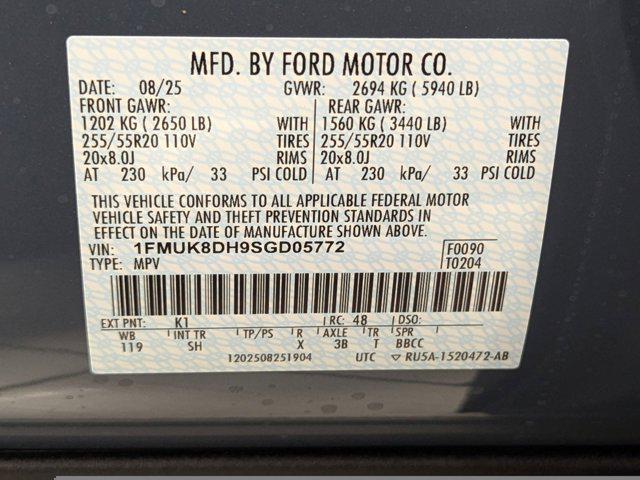 MFD. BY FORD MOTOR CO.
DATE: 08/25 GVWR: 2694 KG ( 5940 LB)
FRONT GAWR: REAR GAWR:
1202 KG ( 2650 LB) WITH 1560 KG ( 3440 LB) WITH
255/55R20 110V TIRES 255/55R20 110V TIRES
20x8.0J RIMS 20x8.0J RIMS
AT 230 kPa/ 33 PSI COLD AT 230 kPa/ 33 PSI COLD
THIS VEHICLE CONFORMS TO ALL APPLICABLE FEDERAL MOTOR
VEHICLE SAFETY AND THEFT PREVENTION STANDARDS IN
EFFECT ON THE DATE OF MANUFACTURE SHOWN ABOVE.
VIN: 1FMUK8DH9SGD05772 F0090
TYPE: MPV T0204
EXT PNT: K1 RC: 48 DSO:
WB INT TR TP/PS R AXLE TR SPR
119 SH X 3B T BBCC
1202508251904 UTC ▽ RU5A-1520472-AB